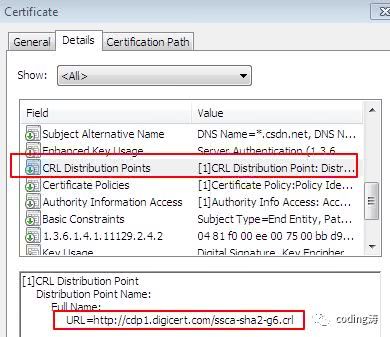 Certificate
General Details Certification Path
Show: <All>
Field Value
Subject Alternative Name DNS Name=*.csdn.net, DNS N...
Enhanced Key Usage Server Authentication (1.3.6....
CRL Distribution Points [1]CRL Distribution Point: Distr...
Certificate Policies [1]Certificate Policy:Policy Ide...
Authority Information Access [1]Authority Info Access: Acc...
Basic Constraints Subject Type=End Entity, Pat...
1.3.6.1.4.1.11129.2.4.2 04 81 f0 00 ee 00 75 00 bb d9...
Digital Signature, Key Encipher
[1]CRL Distribution Point
Distribution Point Name:
Full Name:
URL=http://cdp1.digicert.com/ssca-sha2-g6.crl
coding涛